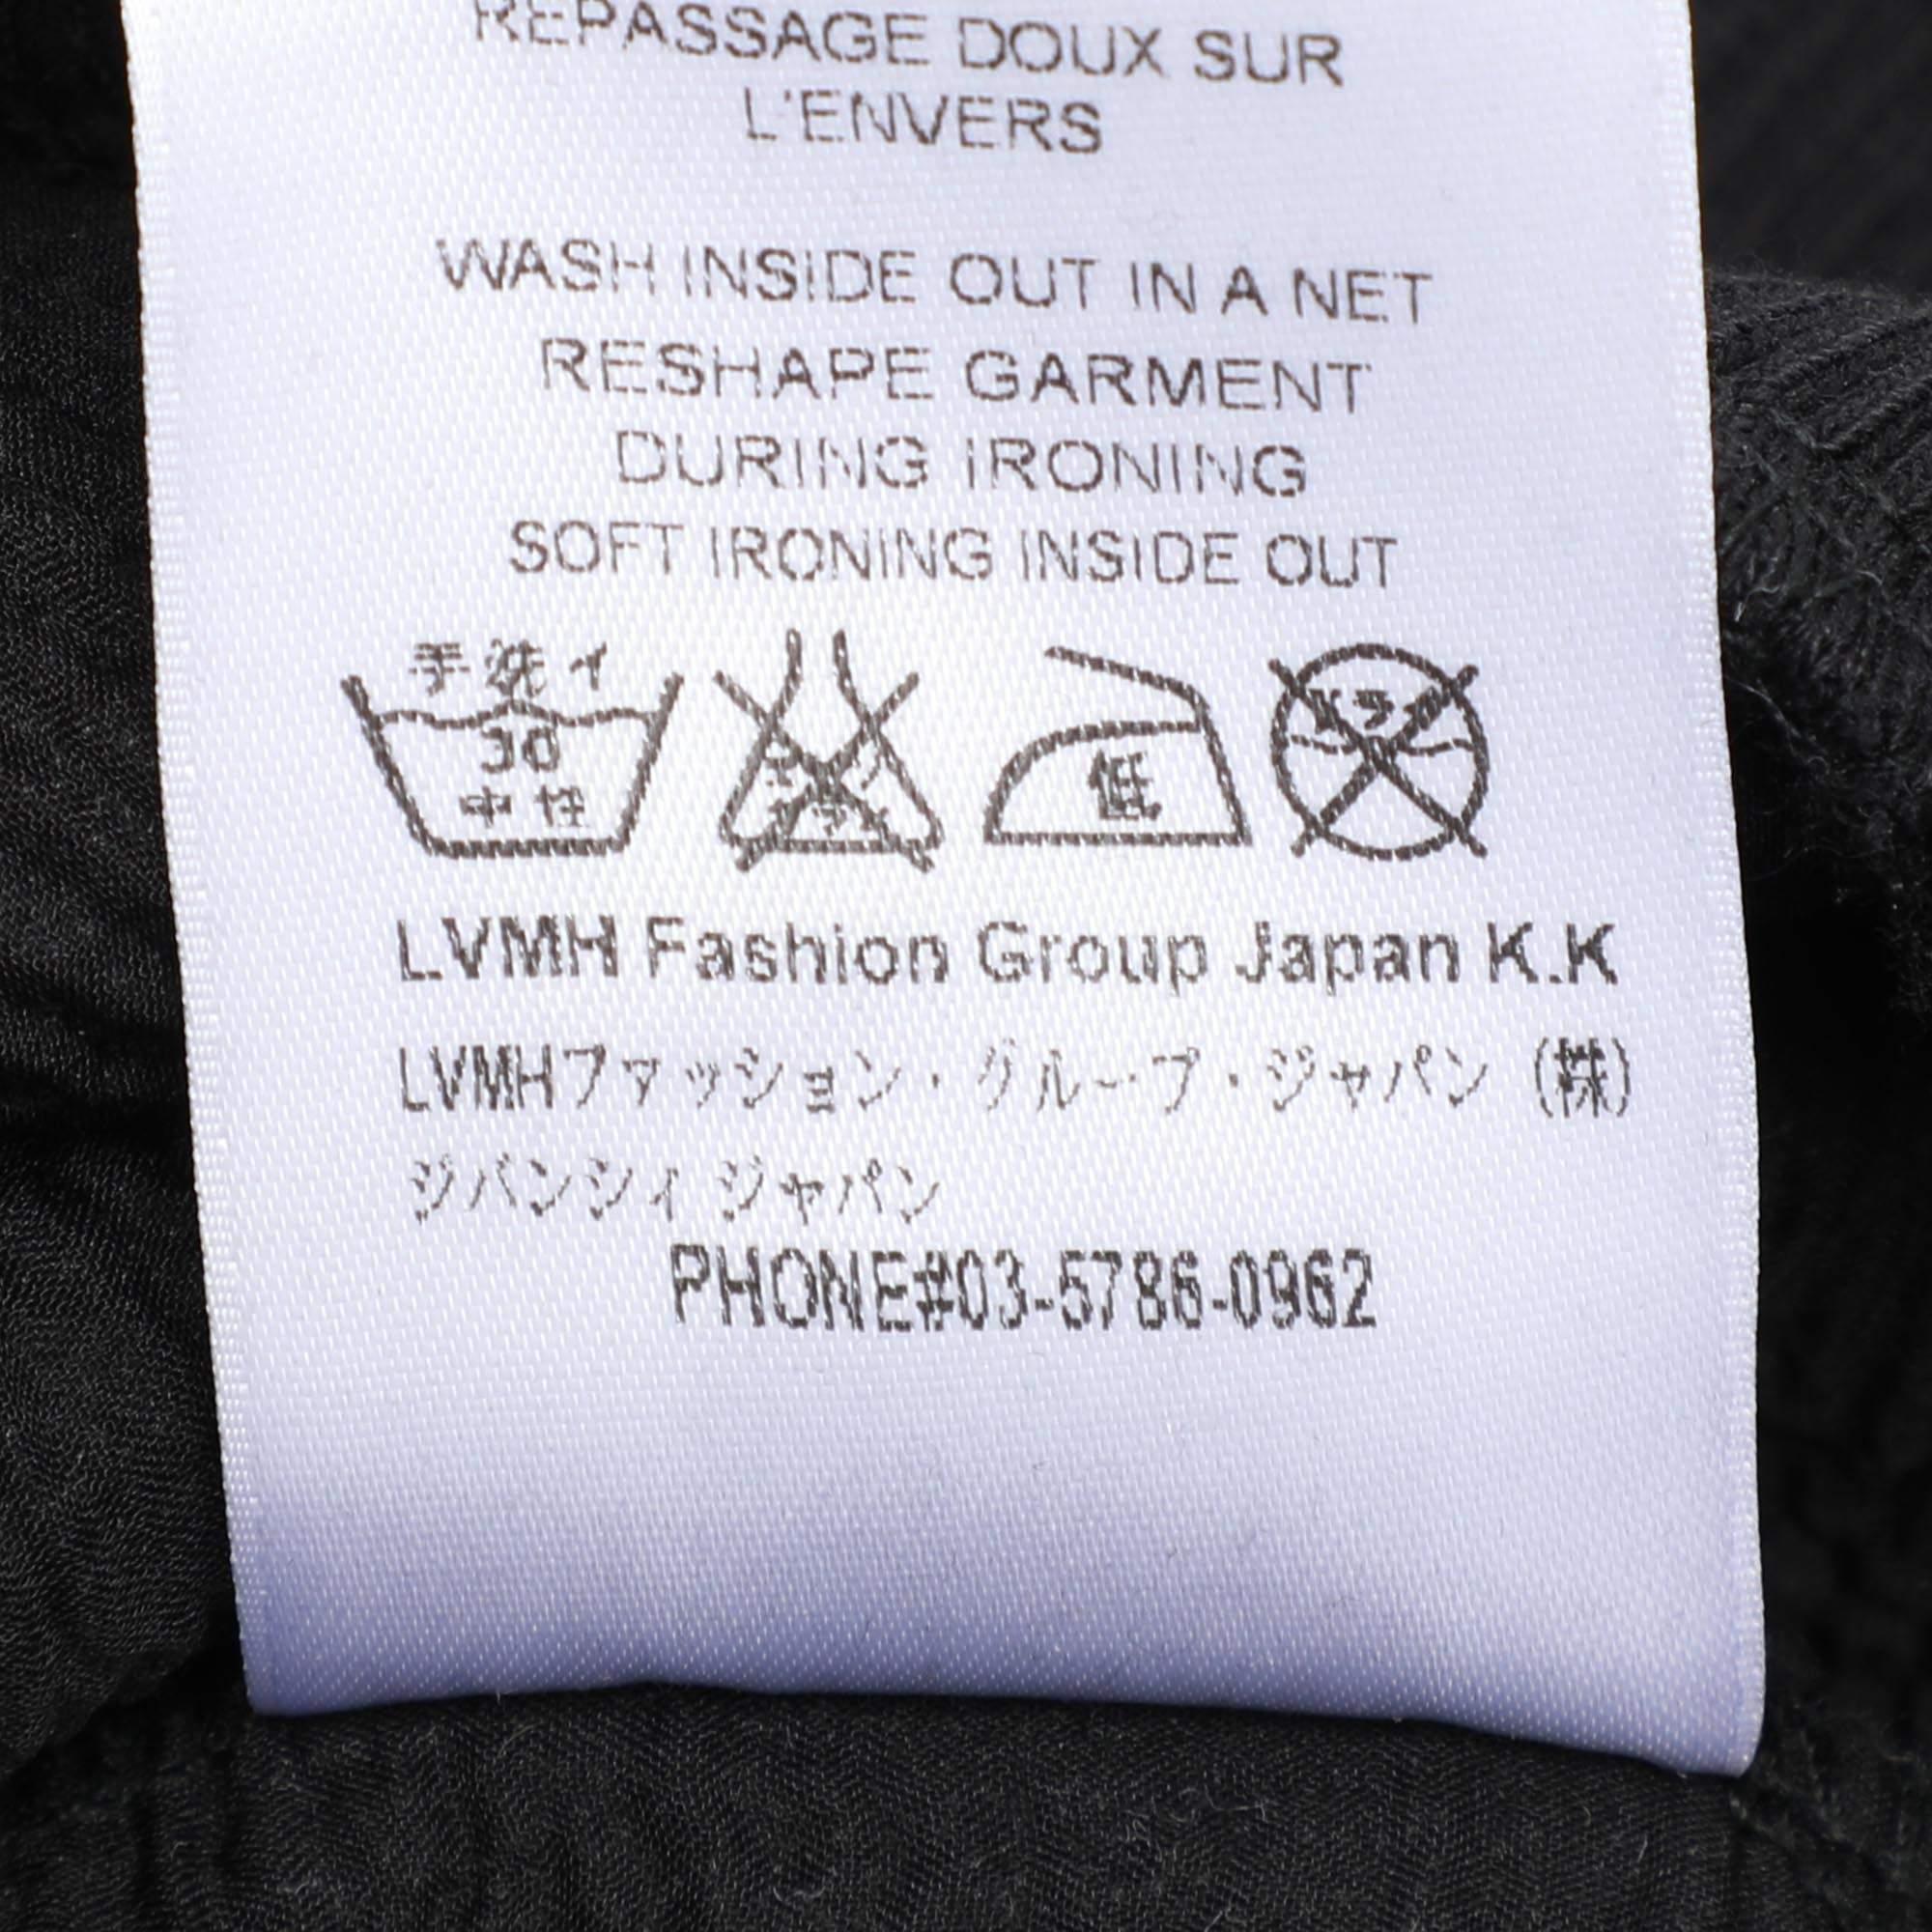 REPASSAGE DOUX SUR
L'ENVERS
WASH INSIDE OUT IN A NET
RESHAPE GARMENT
DURING IRONING
SOFT IRONING INSIDE OUT
手洗イ
30
中性
低
ドライ
LVMH Fashion Group Japan K.K
LVMHファッション・グループ・ジャパン (株)
ジバンシィ ジャパン
PHONE#03-5786-0962